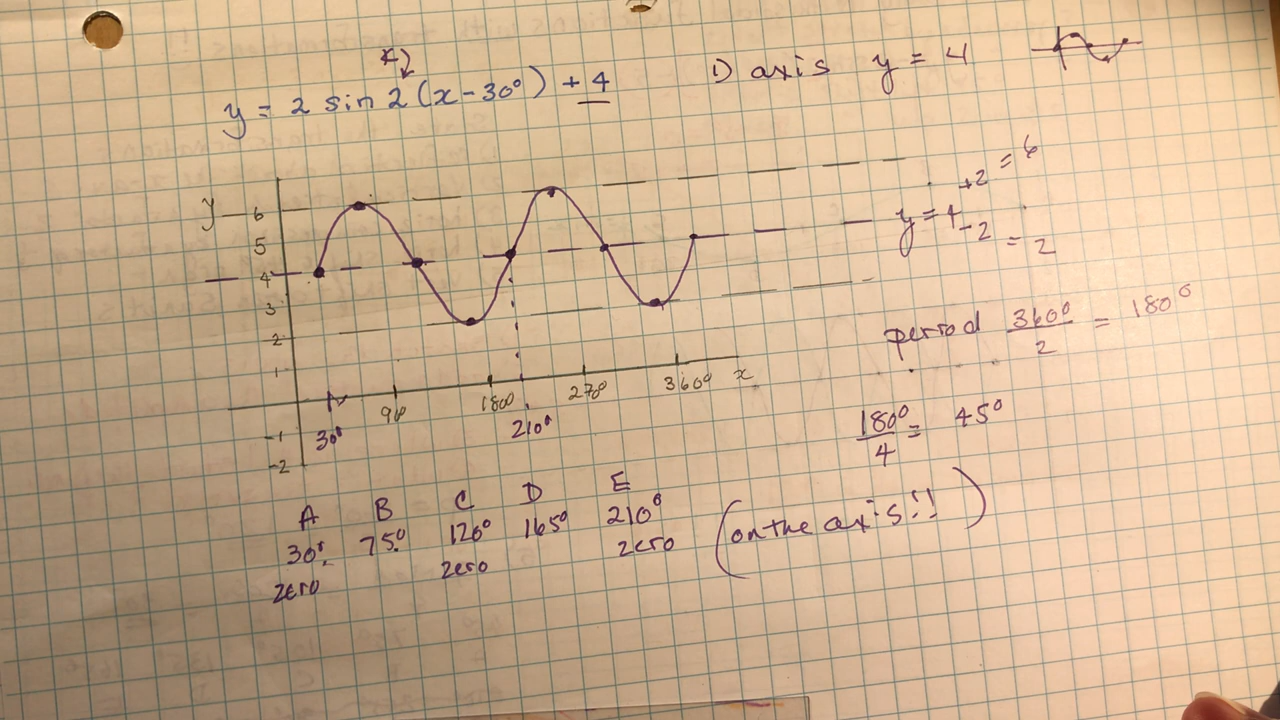 y = 2 sin 2 (x - 30°) + 4
1) axis y = 4
y
6
5
4
3
2
1
-1
-2
30° 90 180° 210° 270 360° x
y = 4 +2 = 6
-2 = 2
period 360°/2 = 180°
180°/4 = 45°
A B C D E
30° 75° 120° 165° 210°
zero zero zero
(on the axis!!)